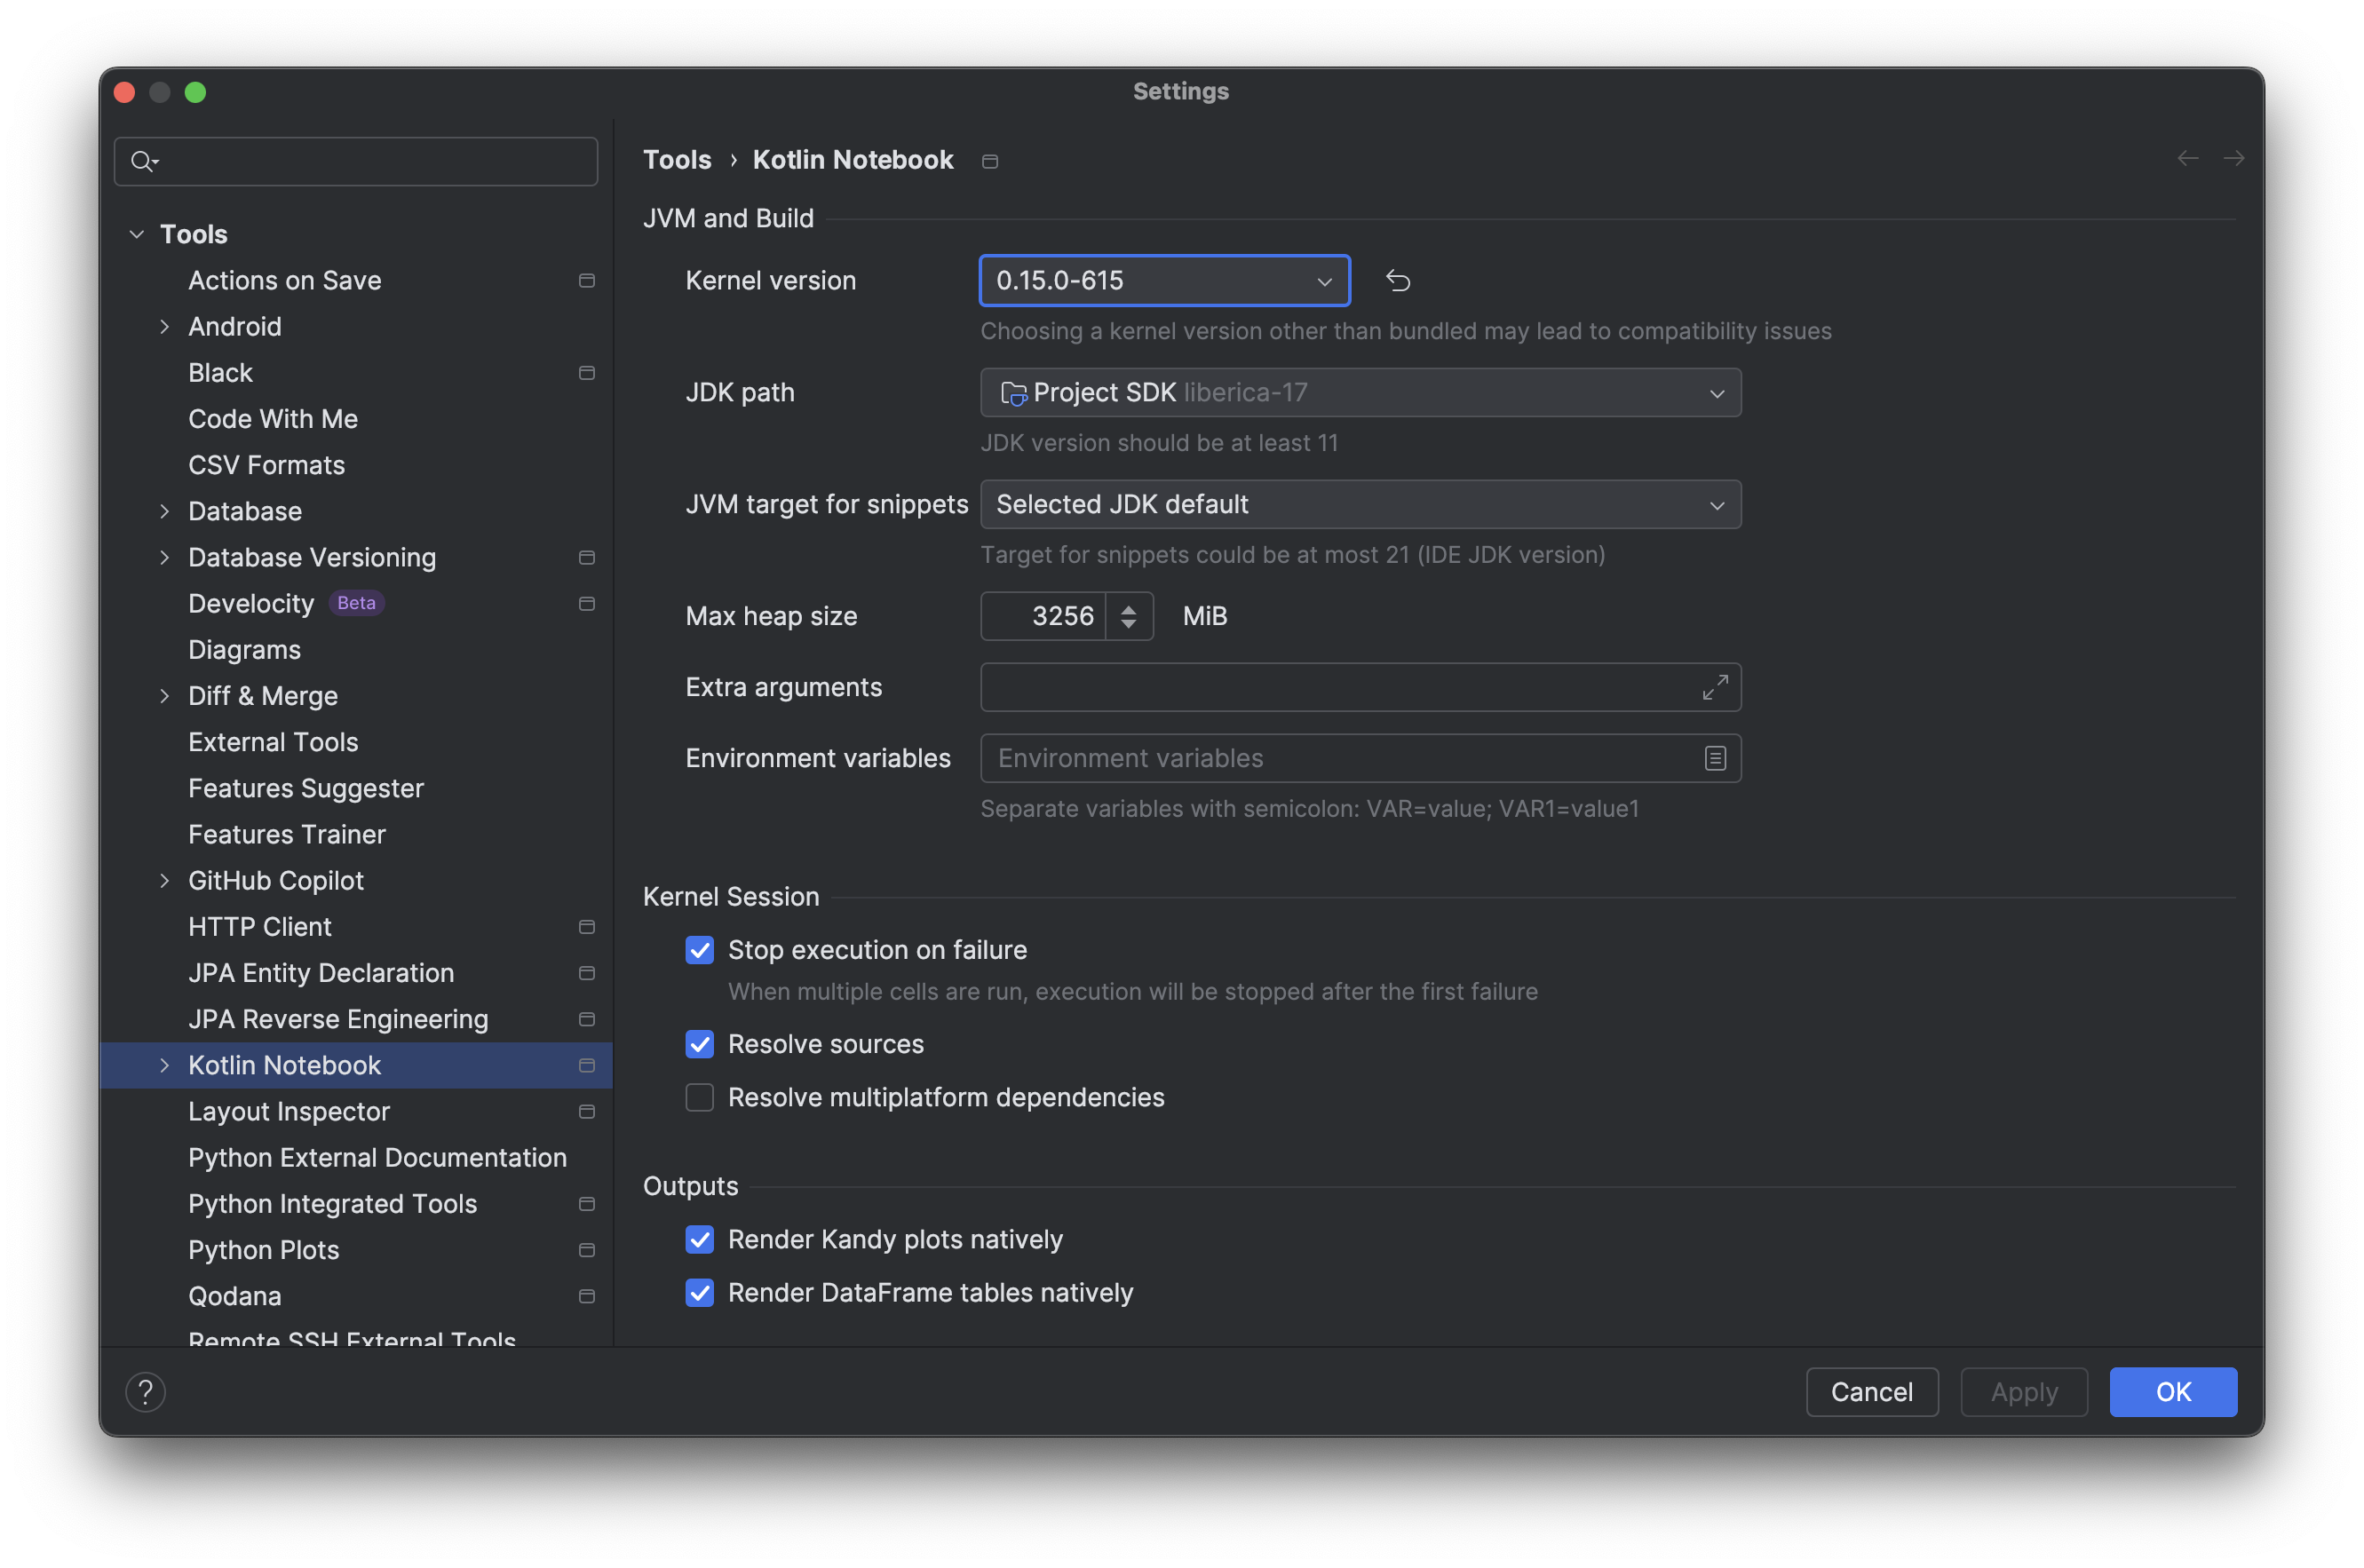 Settings
Tools
Actions on Save
Android
Black
Code With Me
CSV Formats
Database
Database Versioning
Develocity Beta
Diagrams
Diff & Merge
External Tools
Features Suggester
Features Trainer
GitHub Copilot
HTTP Client
JPA Entity Declaration
JPA Reverse Engineering
Kotlin Notebook
Layout Inspector
Python External Documentation
Python Integrated Tools
Python Plots
Qodana
Remote SSH External Tools
Tools › Kotlin Notebook
JVM and Build
Kernel version 0.15.0-615
Choosing a kernel version other than bundled may lead to compatibility issues
JDK path Project SDK liberica-17
JDK version should be at least 11
JVM target for snippets Selected JDK default
Target for snippets could be at most 21 (IDE JDK version)
Max heap size 3256 MiB
Extra arguments
Environment variables Environment variables
Separate variables with semicolon: VAR=value; VAR1=value1
Kernel Session
Stop execution on failure
When multiple cells are run, execution will be stopped after the first failure
Resolve sources
Resolve multiplatform dependencies
Outputs
Render Kandy plots natively
Render DataFrame tables natively
? Cancel Apply OK